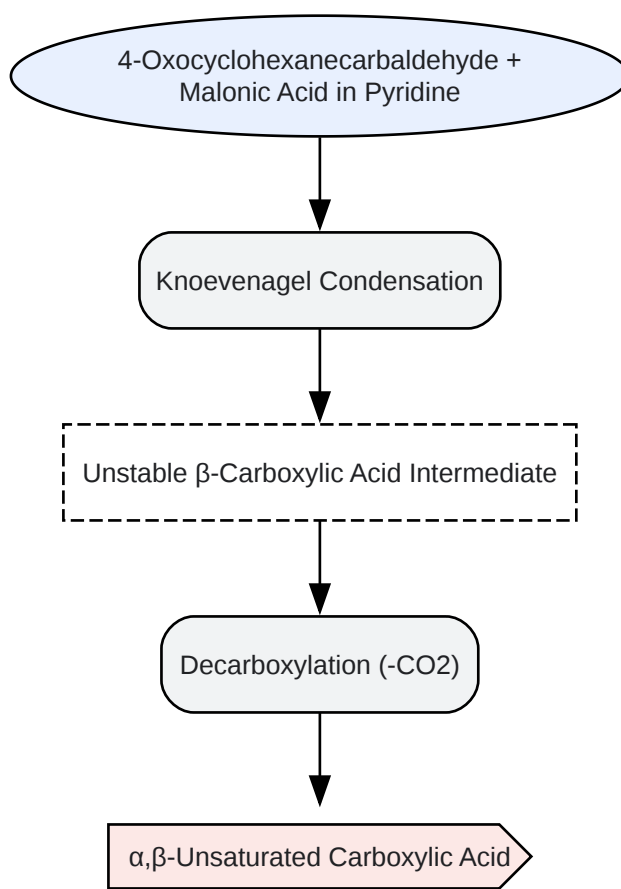 4-Oxocyclohexanecarbaldehyde +
Malonic Acid in Pyridine
Knoevenagel Condensation
Unstable β-Carboxylic Acid Intermediate
Decarboxylation (-CO2)
α,β-Unsaturated Carboxylic Acid